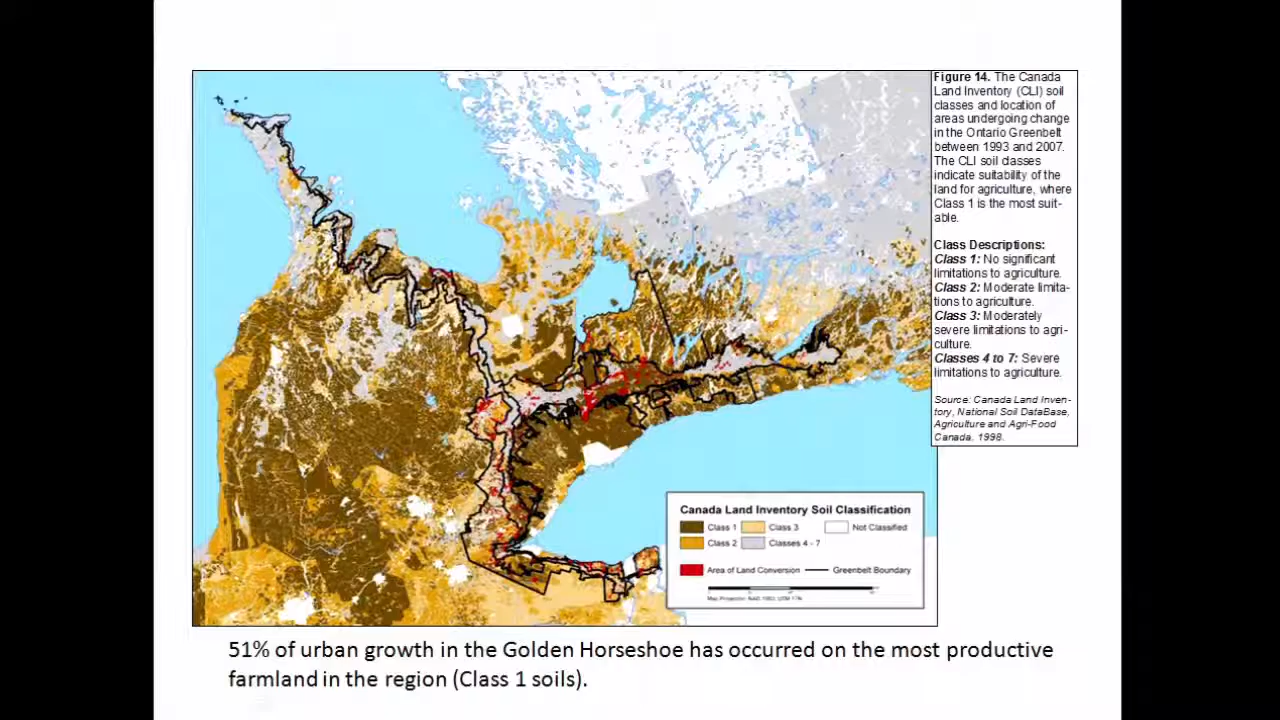 Figure 14. The Canada
Land Inventory (CLI) soil
classes and location of
areas undergoing change
in the Ontario Greenbelt
between 1993 and 2007.
The CLI soil classes
indicate suitability of the
land for agriculture, where
Class 1 is the most suit-
able.
Class Descriptions:
Class 1: No significant
limitations to agriculture.
Class 2: Moderate limita-
tions to agriculture.
Class 3: Moderately
severe limitations to agri-
culture.
Classes 4 to 7: Severe
limitations to agriculture.
Source: Canada Land Inven-
tory, National Soil DataBase,
Agriculture and Agri-Food
Canada. 1998.
Canada Land Inventory Soil Classification
Class 1 Class 3 Not Classified
Class 2 Classes 4 - 7
Area of Land Conversion Greenbelt Boundary
51% of urban growth in the Golden Horseshoe has occurred on the most productive
farmland in the region (Class 1 soils).